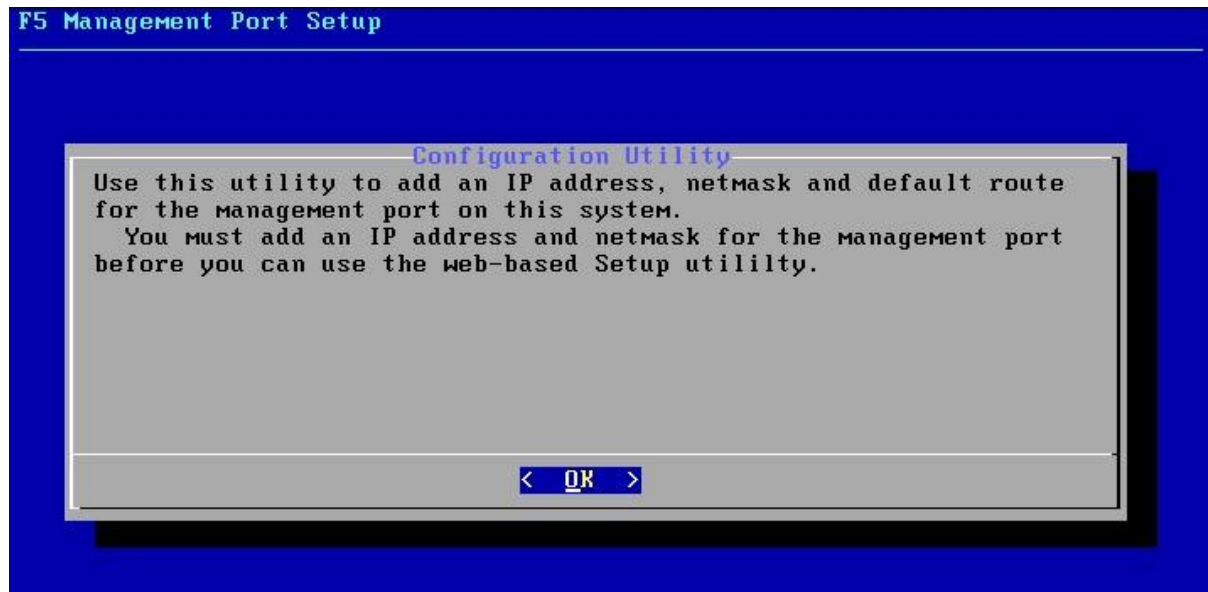 F5 Management Port Setup
Configuration Utility
Use this utility to add an IP address, netmask and default route
for the management port on this system.
You must add an IP address and netmask for the management port
before you can use the web-based Setup utililty.
< OK >